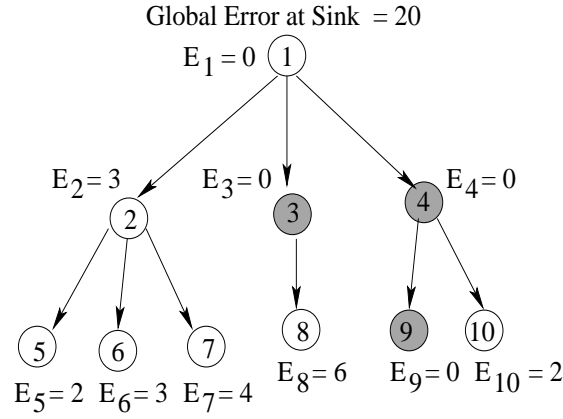 Global Error at Sink = 20
E1 = 0
1
E2 = 3
E3 = 0
E4 = 0
2
3
4
5
6
7
8
9
10
E5 = 2
E6 = 3
E7 = 4
E8 = 6
E9 = 0
E10 = 2